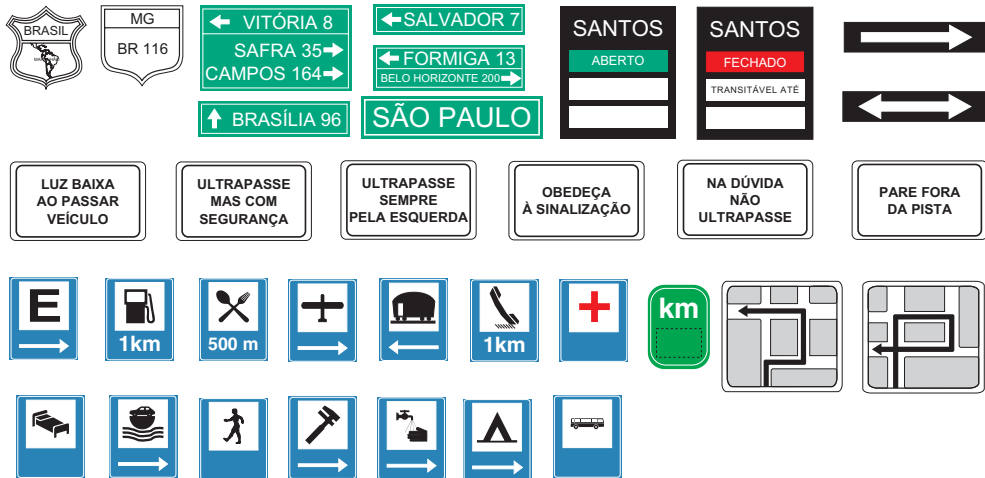 BRASIL
MG
BR 116
VITÓRIA 8
SAFRA 35
CAMPOS 164
BRASÍLIA 96
SALVADOR 7
FORMIGA 13
BELO HORIZONTE 200
SÃO PAULO
SANTOS
ABERTO
SANTOS
FECHADO
TRANSITÁVEL ATÉ
LUZ BAIXA
AO PASSAR
VEÍCULO
ULTRAPASSE
MAS COM
SEGURANÇA
ULTRAPASSE
SEMPRE
PELA ESQUERDA
OBEDEÇA
À SINALIZAÇÃO
NA DÚVIDA
NÃO
ULTRAPASSE
PARE FORA
DA PISTA
E
1km
500 m
1km
km